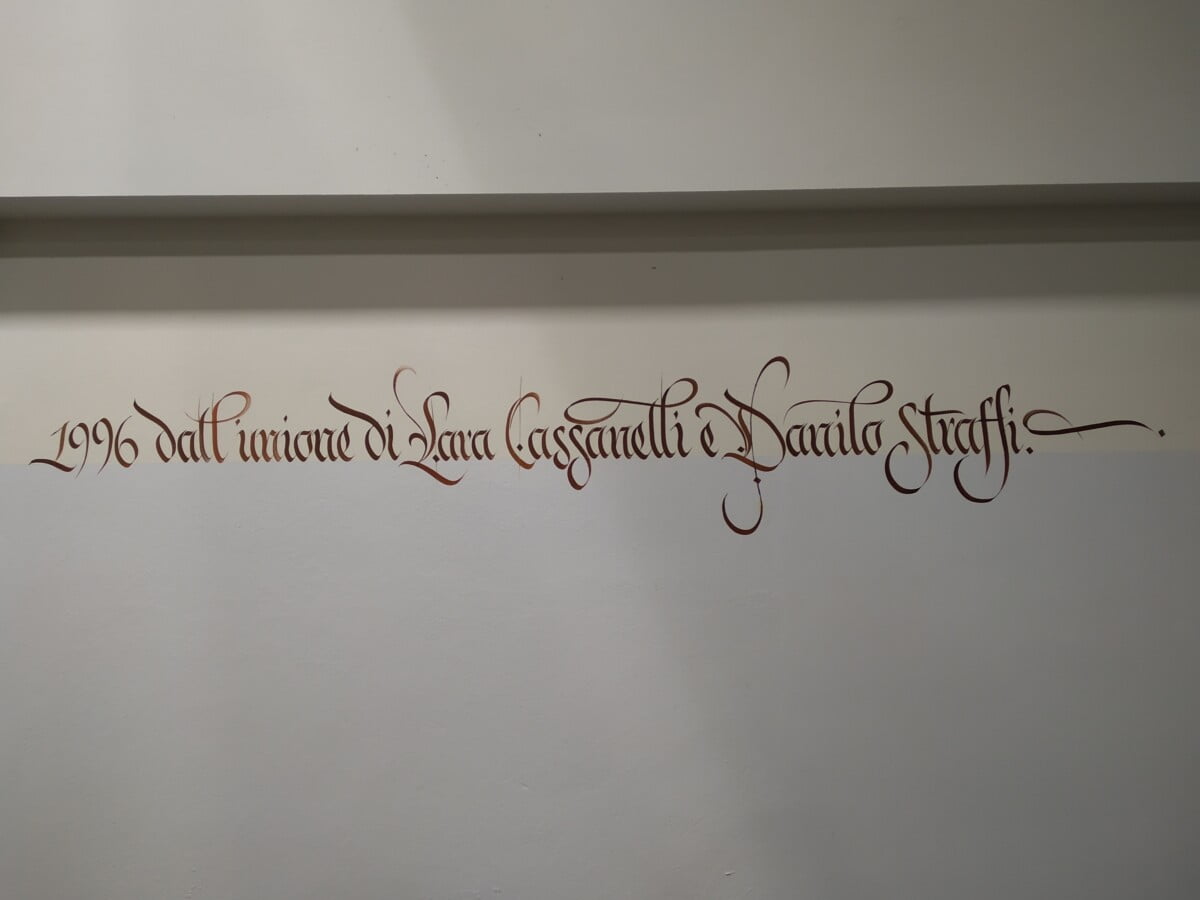 1996 dall'unione di Lara Cassanelli e Danilo Straffi.